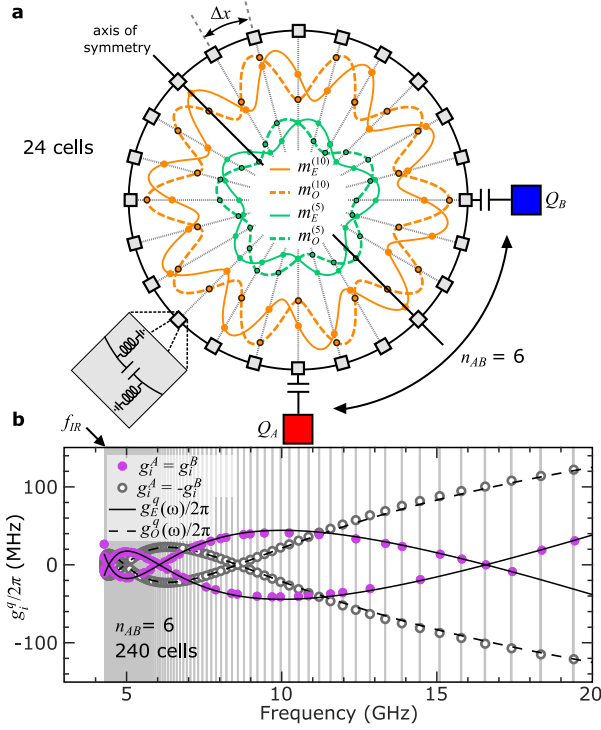 a
Δx
axis of
symmetry
24 cells
m_E^(10)
m_O^(10)
m_E^(5)
m_O^(5)
Q_B
n_AB = 6
Q_A
b
f_IR
g_i^A = g_i^B
g_i^A = -g_i^B
g_E^q(ω)/2π
g_O^q(ω)/2π
100
0
-100
g_i^q/2π (MHz)
n_AB = 6
240 cells
5 10 15 20
Frequency (GHz)